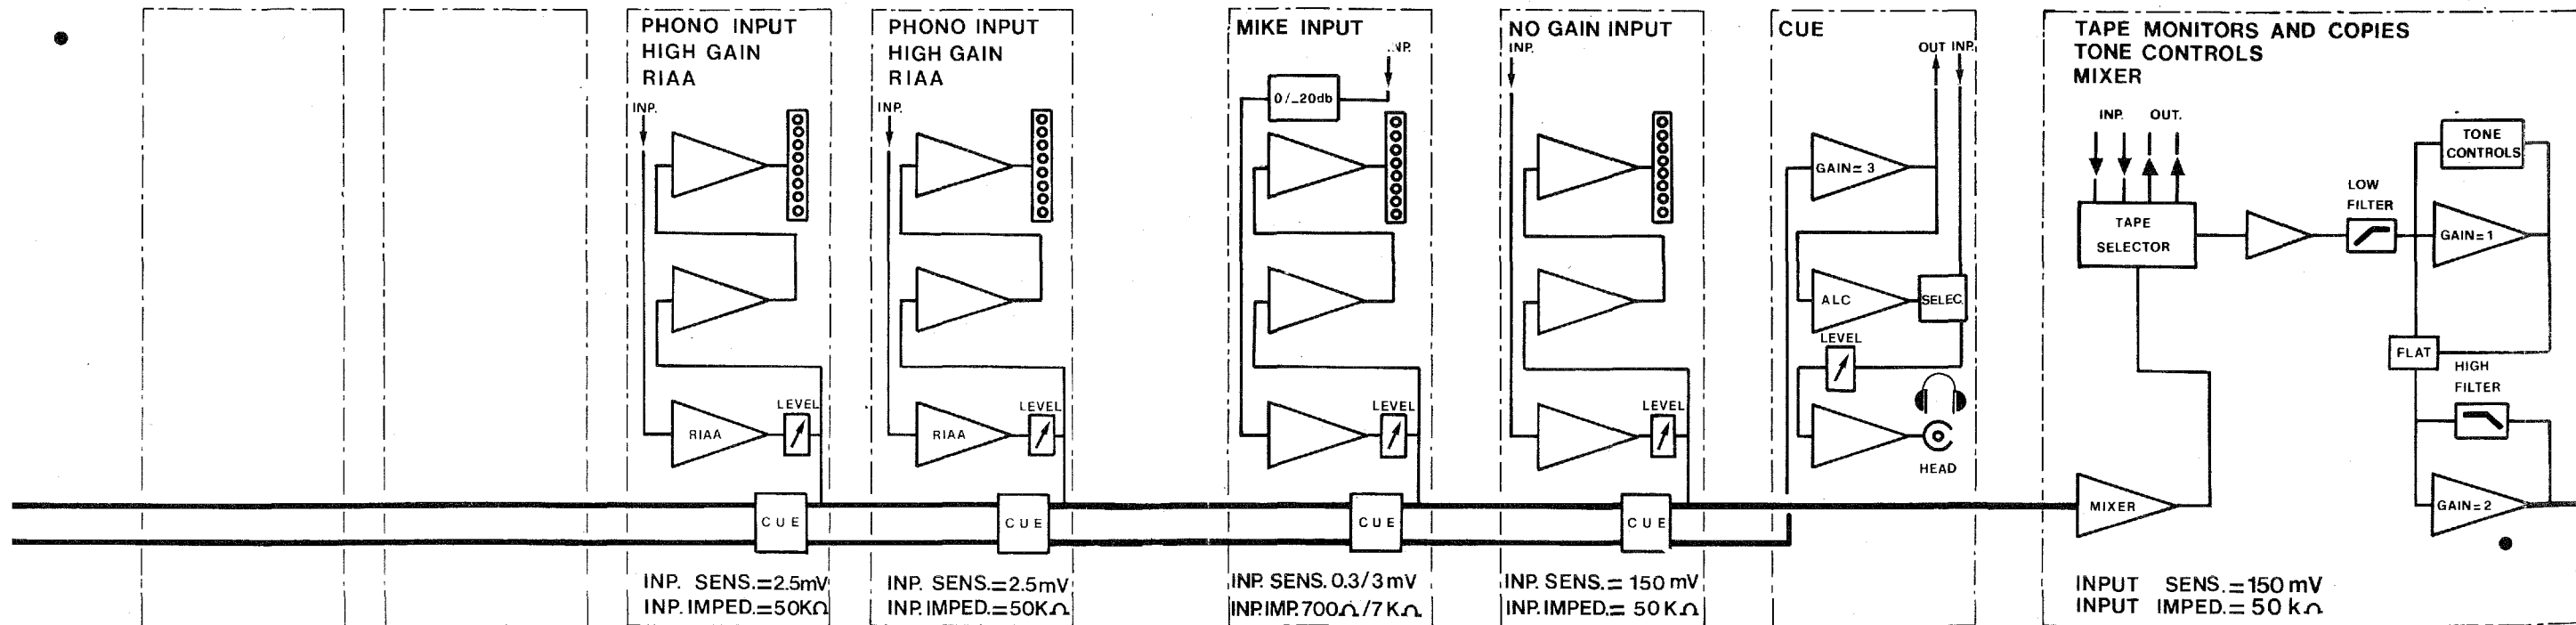 PHONO INPUT
HIGH GAIN
RIAA
INP.
RIAA
LEVEL
CUE
INP. SENS.=2.5mV
INP. IMPED.=50KΩ
PHONO INPUT
HIGH GAIN
RIAA
INP.
RIAA
LEVEL
CUE
INP. SENS.=2.5mV
INP. IMPED.=50KΩ
MIKE INPUT
INP.
0/_20db
LEVEL
CUE
INP. SENS. 0.3/3mV
INP.IMP. 700Ω/7KΩ
NO GAIN INPUT
INP.
LEVEL
CUE
INP. SENS.= 150 mV
INP. IMPED.= 50KΩ
CUE
OUT INP.
GAIN=3
ALC
SELEC.
LEVEL
HEAD
TAPE MONITORS AND COPIES
TONE CONTROLS
MIXER
INP. OUT.
TAPE
SELECTOR
LOW
FILTER
TONE
CONTROLS
GAIN=1
FLAT
HIGH
FILTER
MIXER
GAIN=2
INPUT SENS.=150 mV
INPUT IMPED.= 50 kΩ